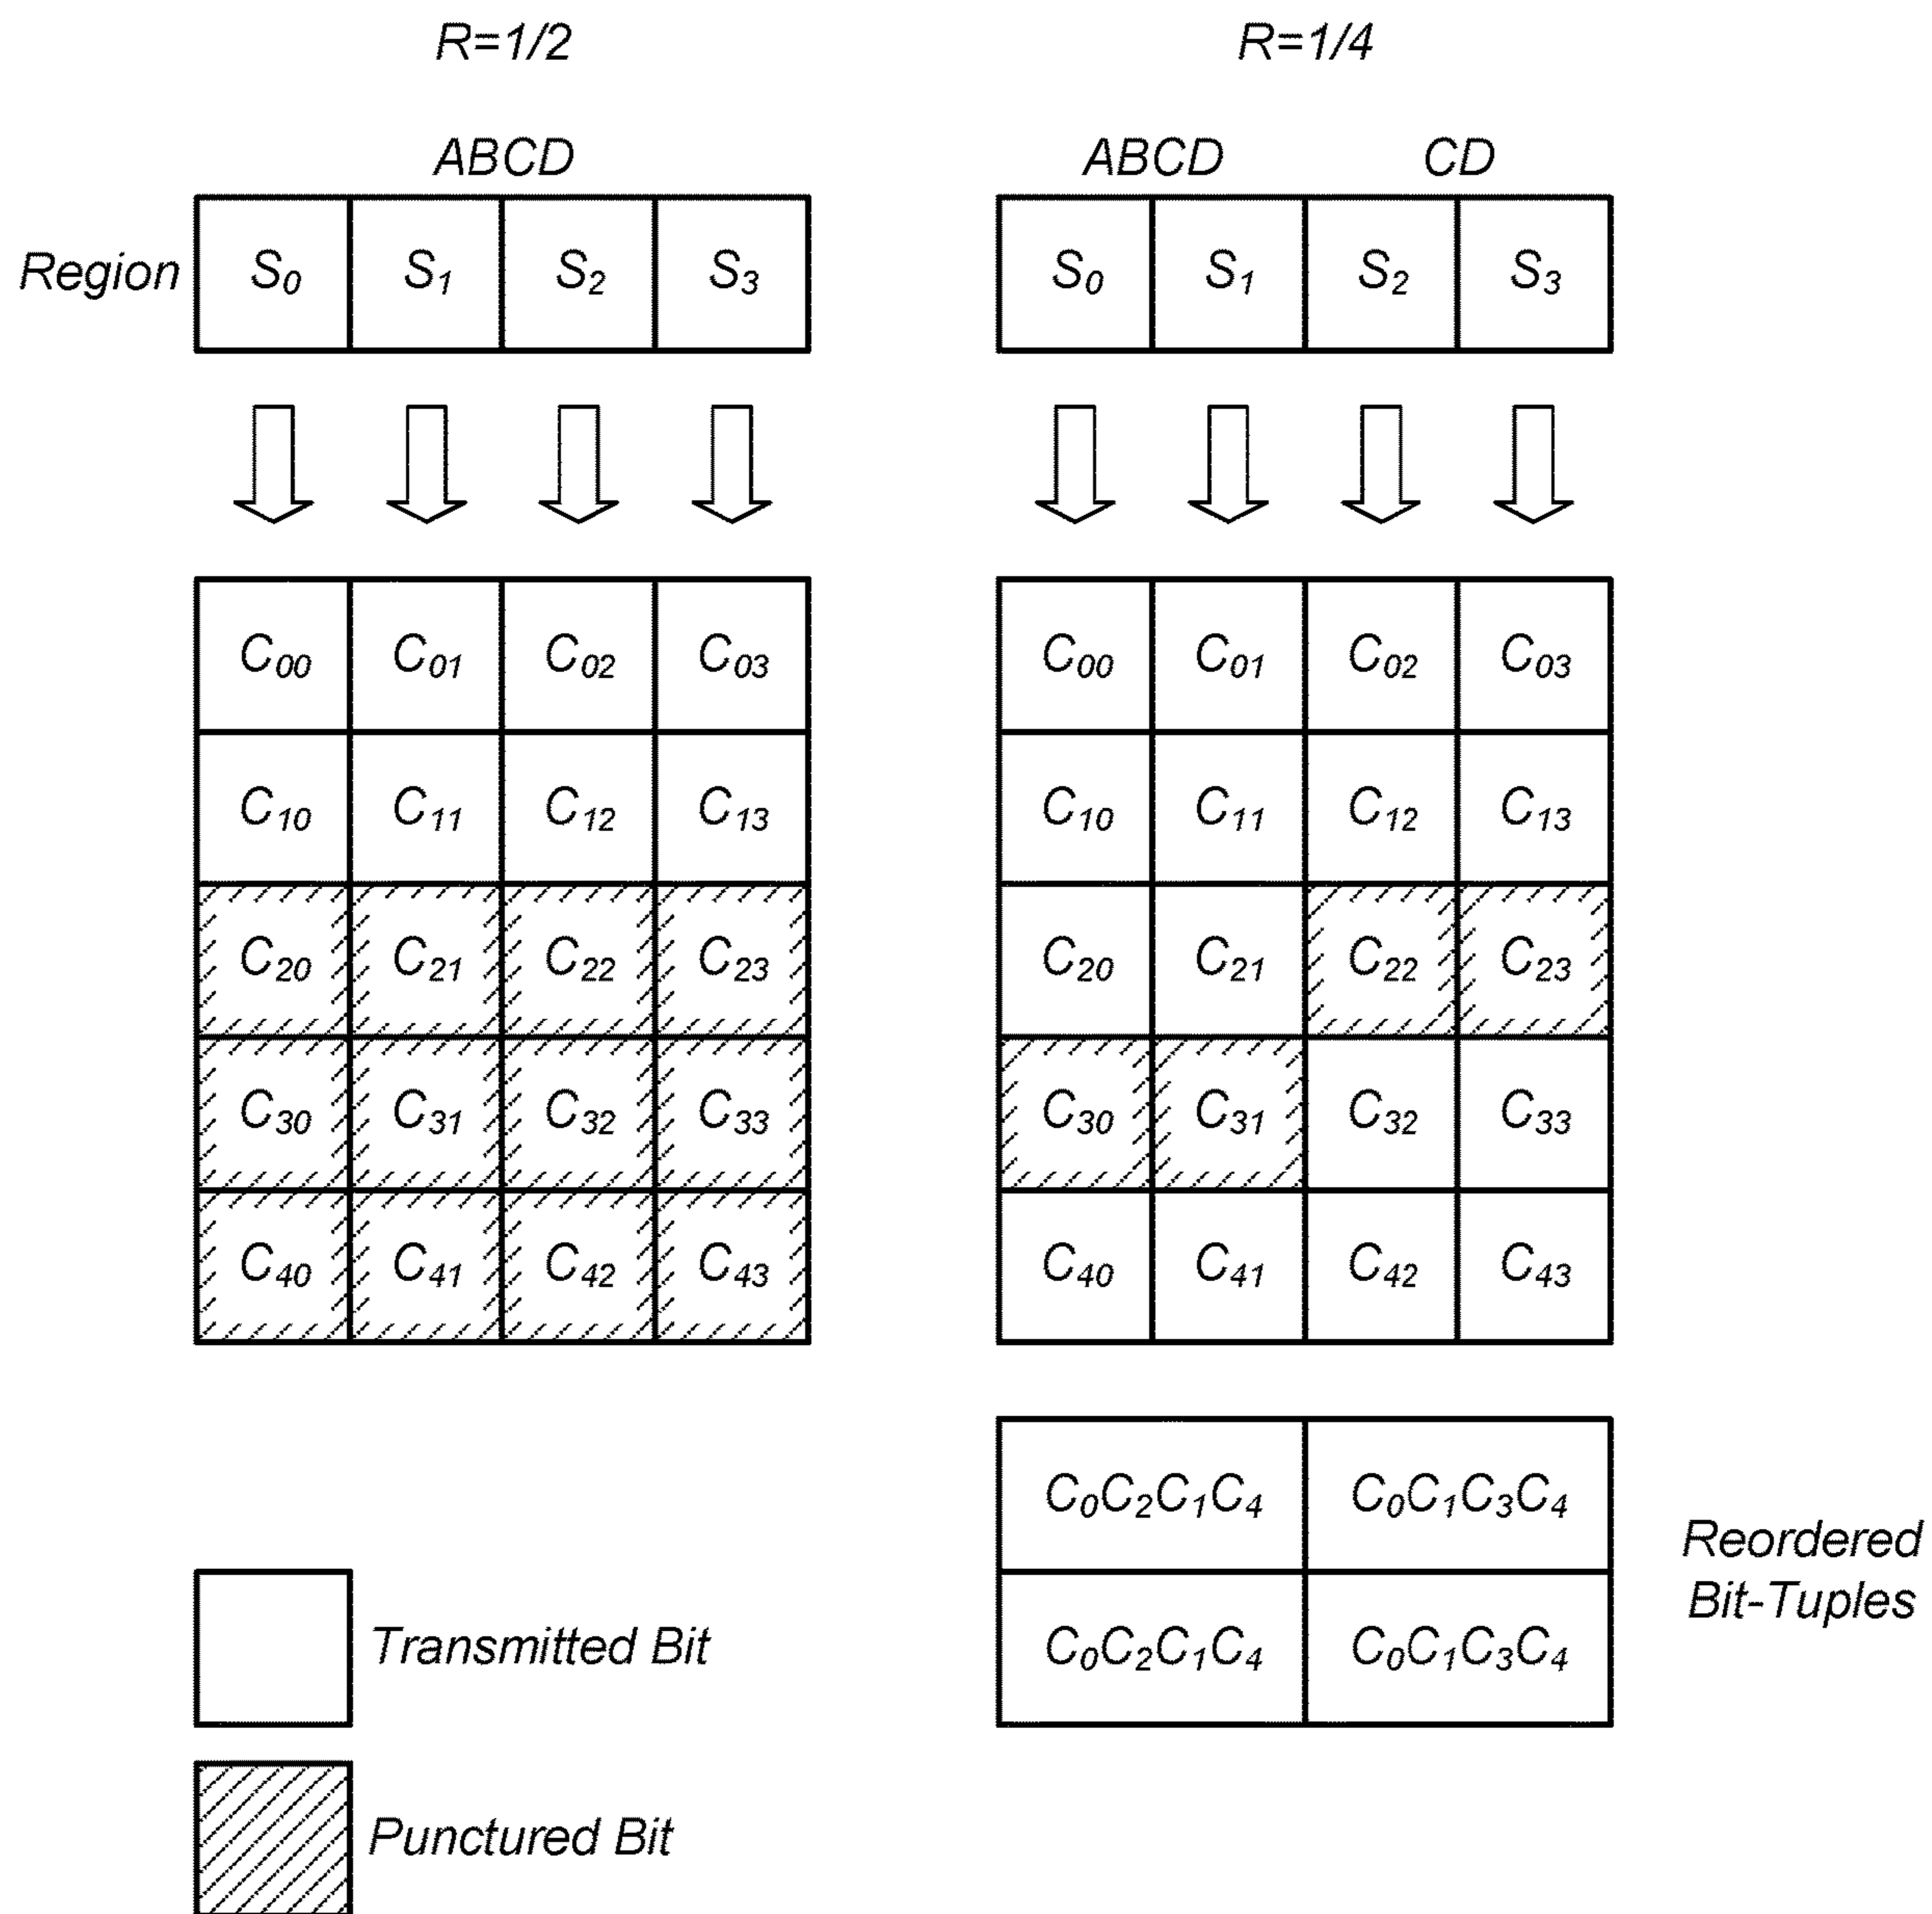 R=1/2 R=1/4
ABCD ABCD CD
Region S₀ S₁ S₂ S₃ S₀ S₁ S₂ S₃
C₀₀ C₀₁ C₀₂ C₀₃ C₀₀ C₀₁ C₀₂ C₀₃
C₁₀ C₁₁ C₁₂ C₁₃ C₁₀ C₁₁ C₁₂ C₁₃
C₂₀ C₂₁ C₂₂ C₂₃ C₂₀ C₂₁ C₂₂ C₂₃
C₃₀ C₃₁ C₃₂ C₃₃ C₃₀ C₃₁ C₃₂ C₃₃
C₄₀ C₄₁ C₄₂ C₄₃ C₄₀ C₄₁ C₄₂ C₄₃
C₀C₂C₁C₄ C₀C₁C₃C₄
C₀C₂C₁C₄ C₀C₁C₃C₄
Reordered
Bit-Tuples
Transmitted Bit
Punctured Bit